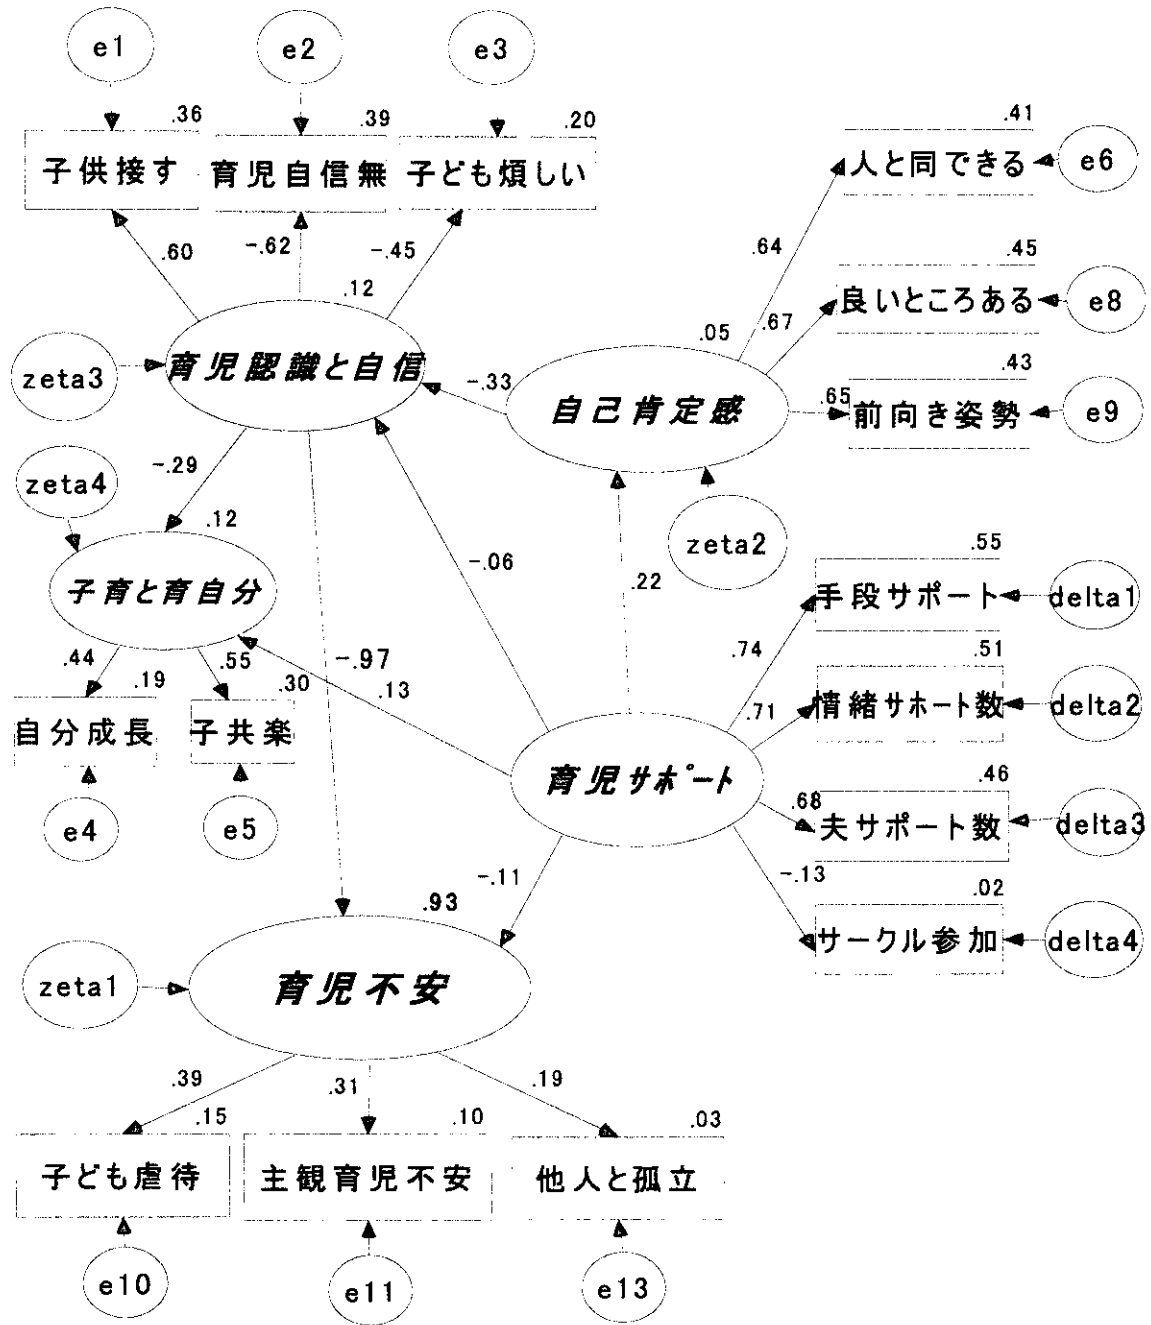 e1
e2
e3
.36
.39
.20
.41
子供接す
育児自信無
子ども煩しい
人と同できる
e6
.60
-.62
-.45
.64
.45
.12
良いところある
e8
.05
.67
zeta3
育児認識と自信
-.33
自己肯定感
.43
.65
前向き姿勢
e9
-.29
zeta4
.12
zeta2
.55
-.06
子育と育自分
.22
手段サポート
delta1
.44
.55
-.97
.74
.51
.19
.30
.13
自分成長
子共楽
.71
情緒サホート数
delta2
育児サポート
.46
e4
e5
.68
夫サポート数
delta3
-.11
-.13
.02
.93
サークル参加
delta4
zeta1
育児不安
.39
.31
.19
.15
.10
.03
子ども虐待
主観育児不安
他人と孤立
e10
e11
e13